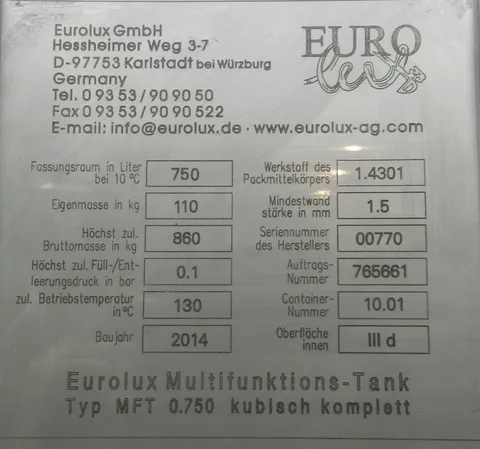 Eurolux GmbH
Hessheimer Weg 3-7
D-97753 Karlstadt bei Würzburg
Germany
Tel. 0 93 53 / 90 90 50
Fax 0 93 53 / 90 90 522
E-mail: info@eurolux.de · www.eurolux-ag.com
EURO
lux
Fassungsraum in Liter
bei 10 °C 750
Eigenmasse in kg 110
Höchst zul.
Bruttomasse in kg 860
Höchst zul. Füll-/Ent-
leerungsdruck in bar 0.1
zul. Betriebstemperatur
in °C 130
Baujahr 2014
Werkstoff des
Packmittelkörpers 1.4301
Mindestwand
stärke in mm 1.5
Seriennummer
des Herstellers 00770
Auftrags-
Nummer 765661
Container-
Nummer 10.01
Oberfläche
innen III d
Eurolux Multifunktions-Tank
Typ MFT 0.750 kubisch komplett